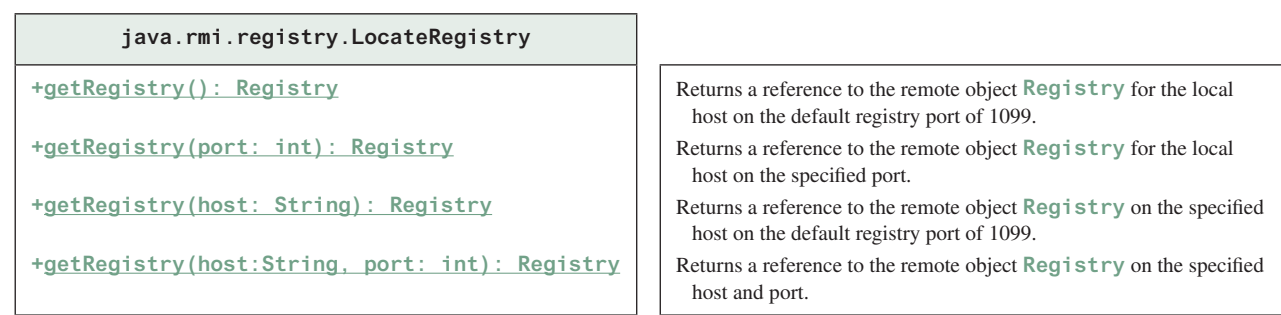 java.rmi.registry.LocateRegistry
+getRegistry(): Registry
Returns a reference to the remote object Registry for the local
host on the default registry port of 1099.
+getRegistry(port: int): Registry
Returns a reference to the remote object Registry for the local
host on the specified port.
+getRegistry(host: String): Registry
Returns a reference to the remote object Registry on the specified
host on the default registry port of 1099.
+getRegistry(host:String, port: int): Registry
Returns a reference to the remote object Registry on the specified
host and port.